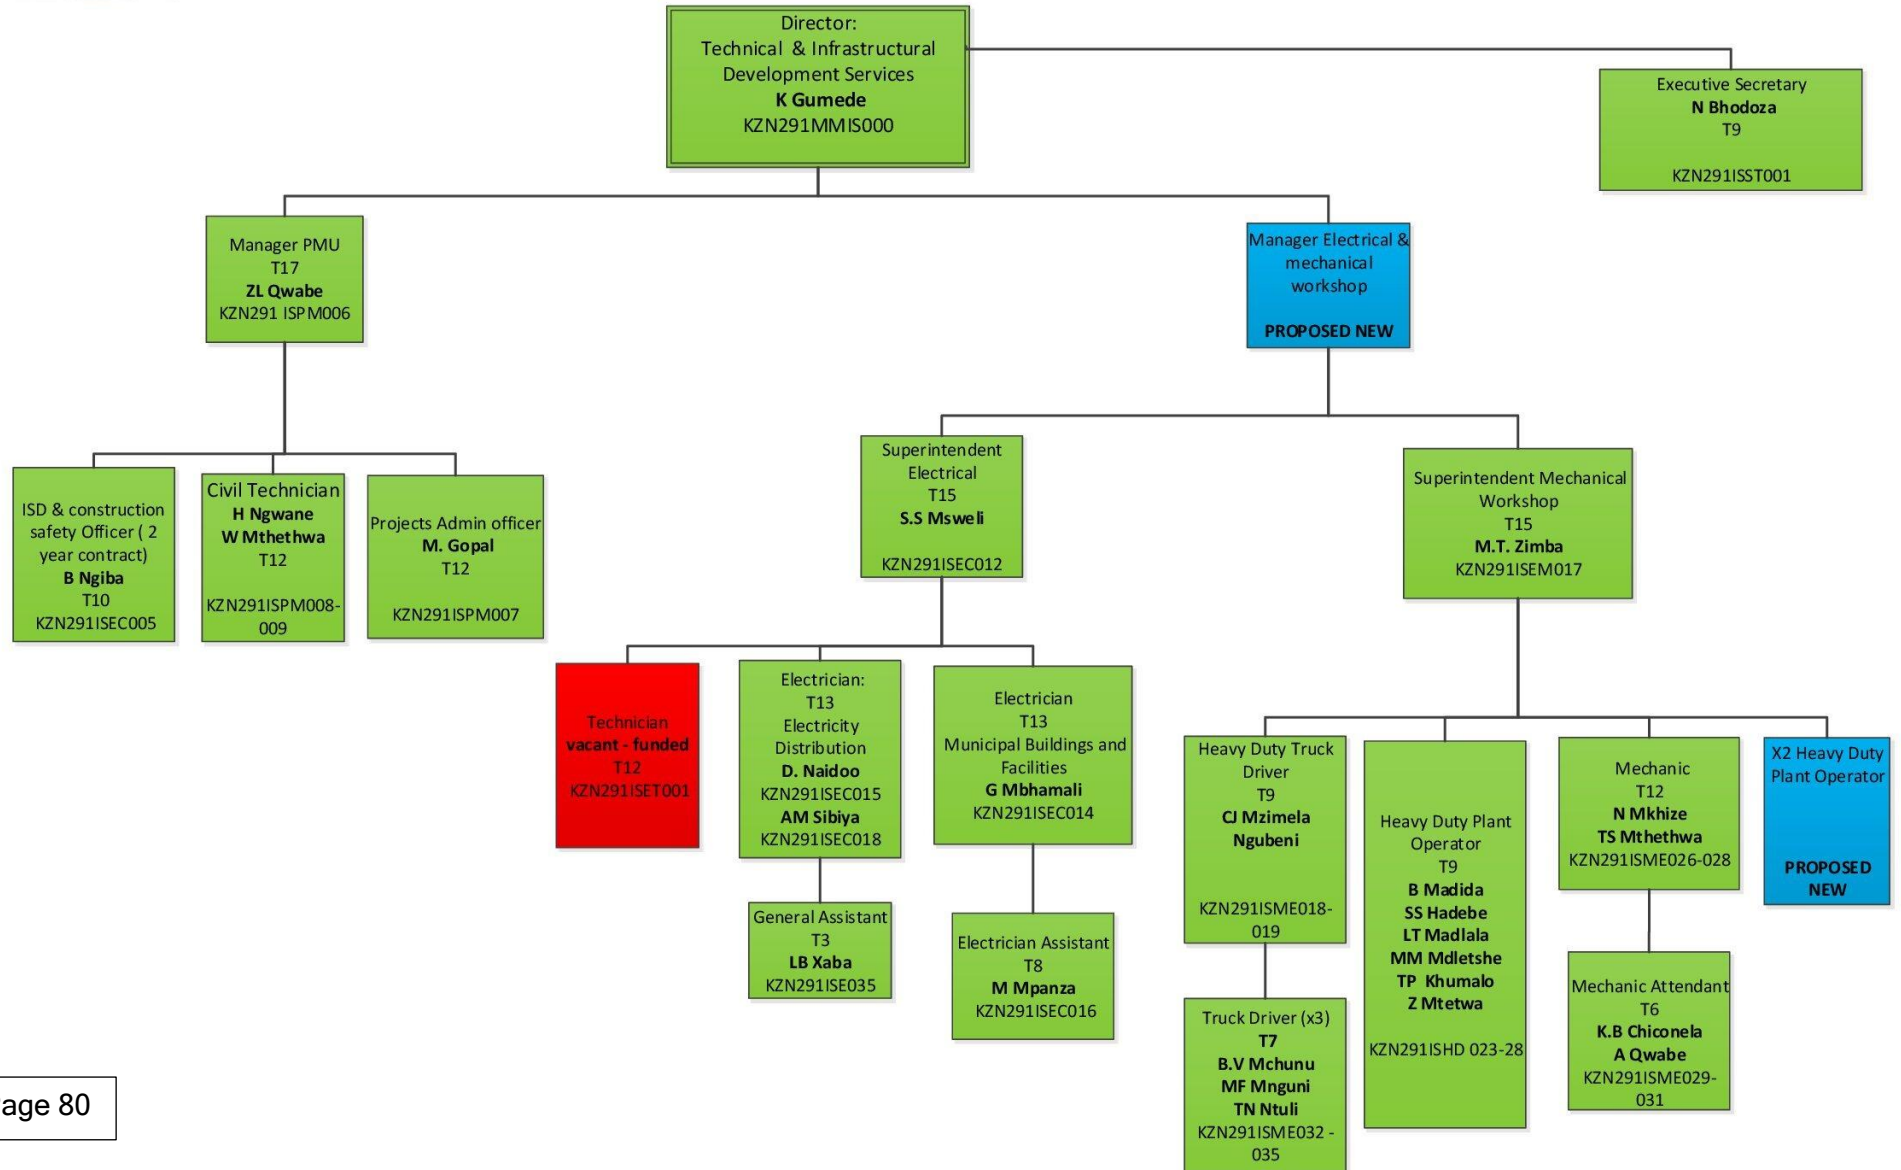 Director:
Technical & Infrastructural
Development Services
K Gumede
KZN291MMIS000
Executive Secretary
N Bhodoza
T9
KZN291ISST001
Manager PMU
T17
ZL Qwabe
KZN291 ISPM006
Manager Electrical &
mechanical
workshop
PROPOSED NEW
ISD & construction
safety Officer ( 2
year contract)
B Ngiba
T10
KZN291ISEC005
Civil Technician
H Ngwane
W Mthethwa
T12
KZN291ISPM008-
009
Projects Admin officer
M. Gopal
T12
KZN291ISPM007
Superintendent
Electrical
T15
S.S Msweli
KZN291ISEC012
Superintendent Mechanical
Workshop
T15
M.T. Zimba
KZN291ISEM017
Technician
vacant - funded
T12
KZN291ISET001
Electrician:
T13
Electricity
Distribution
D. Naidoo
KZN291ISEC015
AM Sibiya
KZN291ISEC018
Electrician
T13
Municipal Buildings and
Facilities
G Mbhamali
KZN291ISEC014
General Assistant
T3
LB Xaba
KZN291ISE035
Electrician Assistant
T8
M Mpanza
KZN291ISEC016
Heavy Duty Truck
Driver
T9
CJ Mzimela
Ngubeni
KZN291ISME018-
019
Heavy Duty Plant
Operator
T9
B Madida
SS Hadebe
LT Madlala
MM Mdletshe
TP  Khumalo
Z Mtetwa
KZN291ISHD 023-28
Mechanic
T12
N Mkhize
TS Mthethwa
KZN291ISME026-028
X2 Heavy Duty
Plant Operator
PROPOSED
NEW
Truck Driver (x3)
T7
B.V Mchunu
MF Mnguni
TN Ntuli
KZN291ISME032 -
035
Mechanic Attendant
T6
K.B Chiconela
A Qwabe
KZN291ISME029-
031
age 80